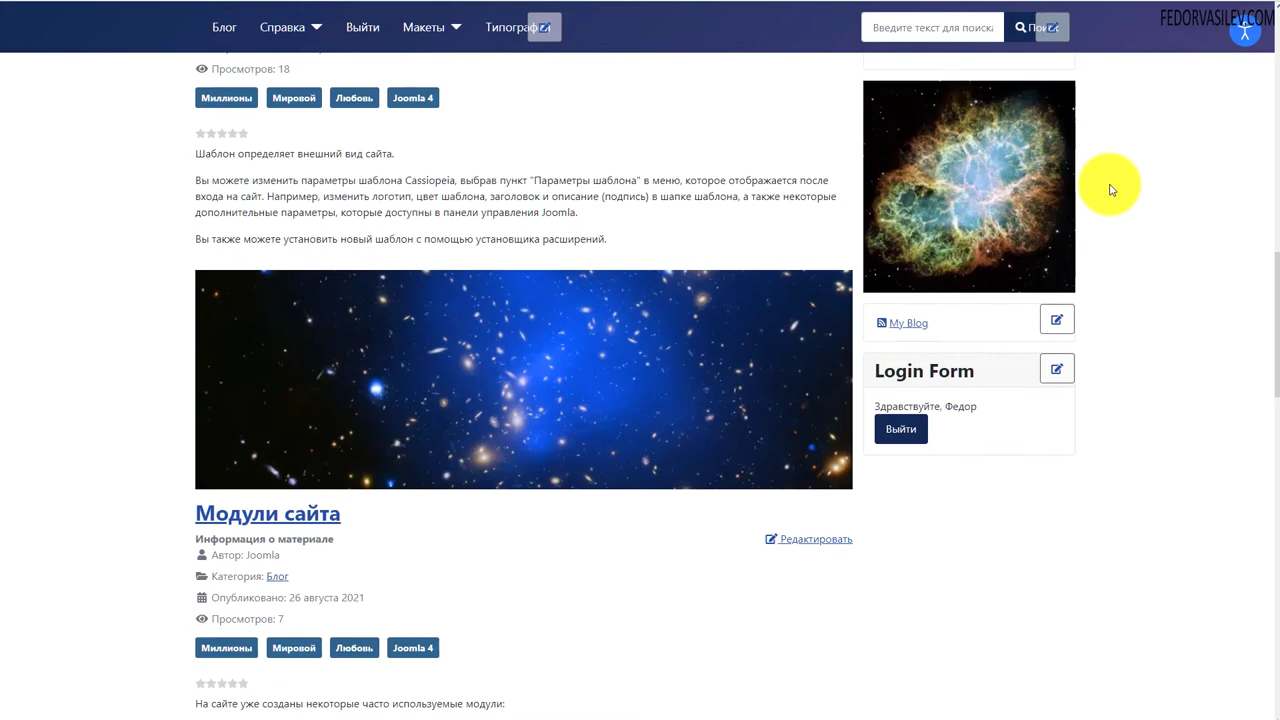 Блог
Справка
Выйти
Макеты
Введите текст для поиска
FEDORVASILEV.COM
Просмотров: 18
Миллионы
Мировой
Любовь
Joomla 4
Шаблон определяет внешний вид сайта.
Вы можете изменить параметры шаблона Cassiopeia, выбрав пункт "Параметры шаблона" в меню, которое отображается после
входа на сайт. Например, изменить логотип, цвет шаблона, заголовок и описание (подпись) в шапке шаблона, а также некоторые
дополнительные параметры, которые доступны в панели управления Joomla.
Вы также можете установить новый шаблон с помощью установщика расширений.
My Blog
Login Form
Здравствуйте, Федор
Выйти
Модули сайта
Информация о материале
Редактировать
Автор: Joomla
Категория: Блог
Опубликовано: 26 августа 2021
Просмотров: 7
Миллионы
Мировой
Любовь
Joomla 4
На сайте уже созданы некоторые часто используемые модули: